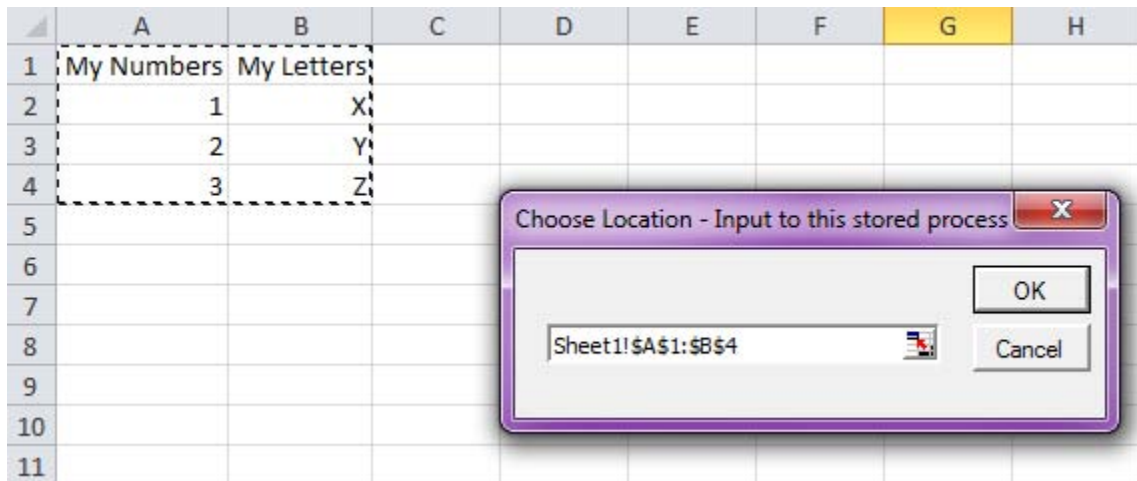 A B C D E F G H
1 My Numbers My Letters
2 1 X
3 2 Y
4 3 Z
5 Choose Location - Input to this stored process X
6
7 OK
8 Sheet1!$A$1:$B$4 Cancel
9
10
11